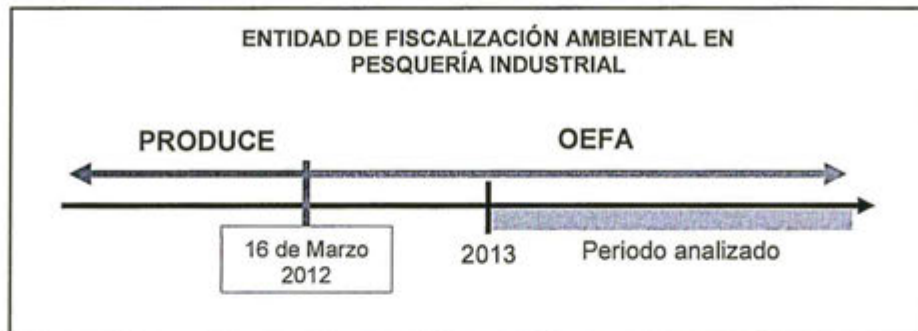 ENTIDAD DE FISCALIZACIÓN AMBIENTAL EN
PESQUERÍA INDUSTRIAL
PRODUCE
OEFA
16 de Marzo
2012
2013
Periodo analizado